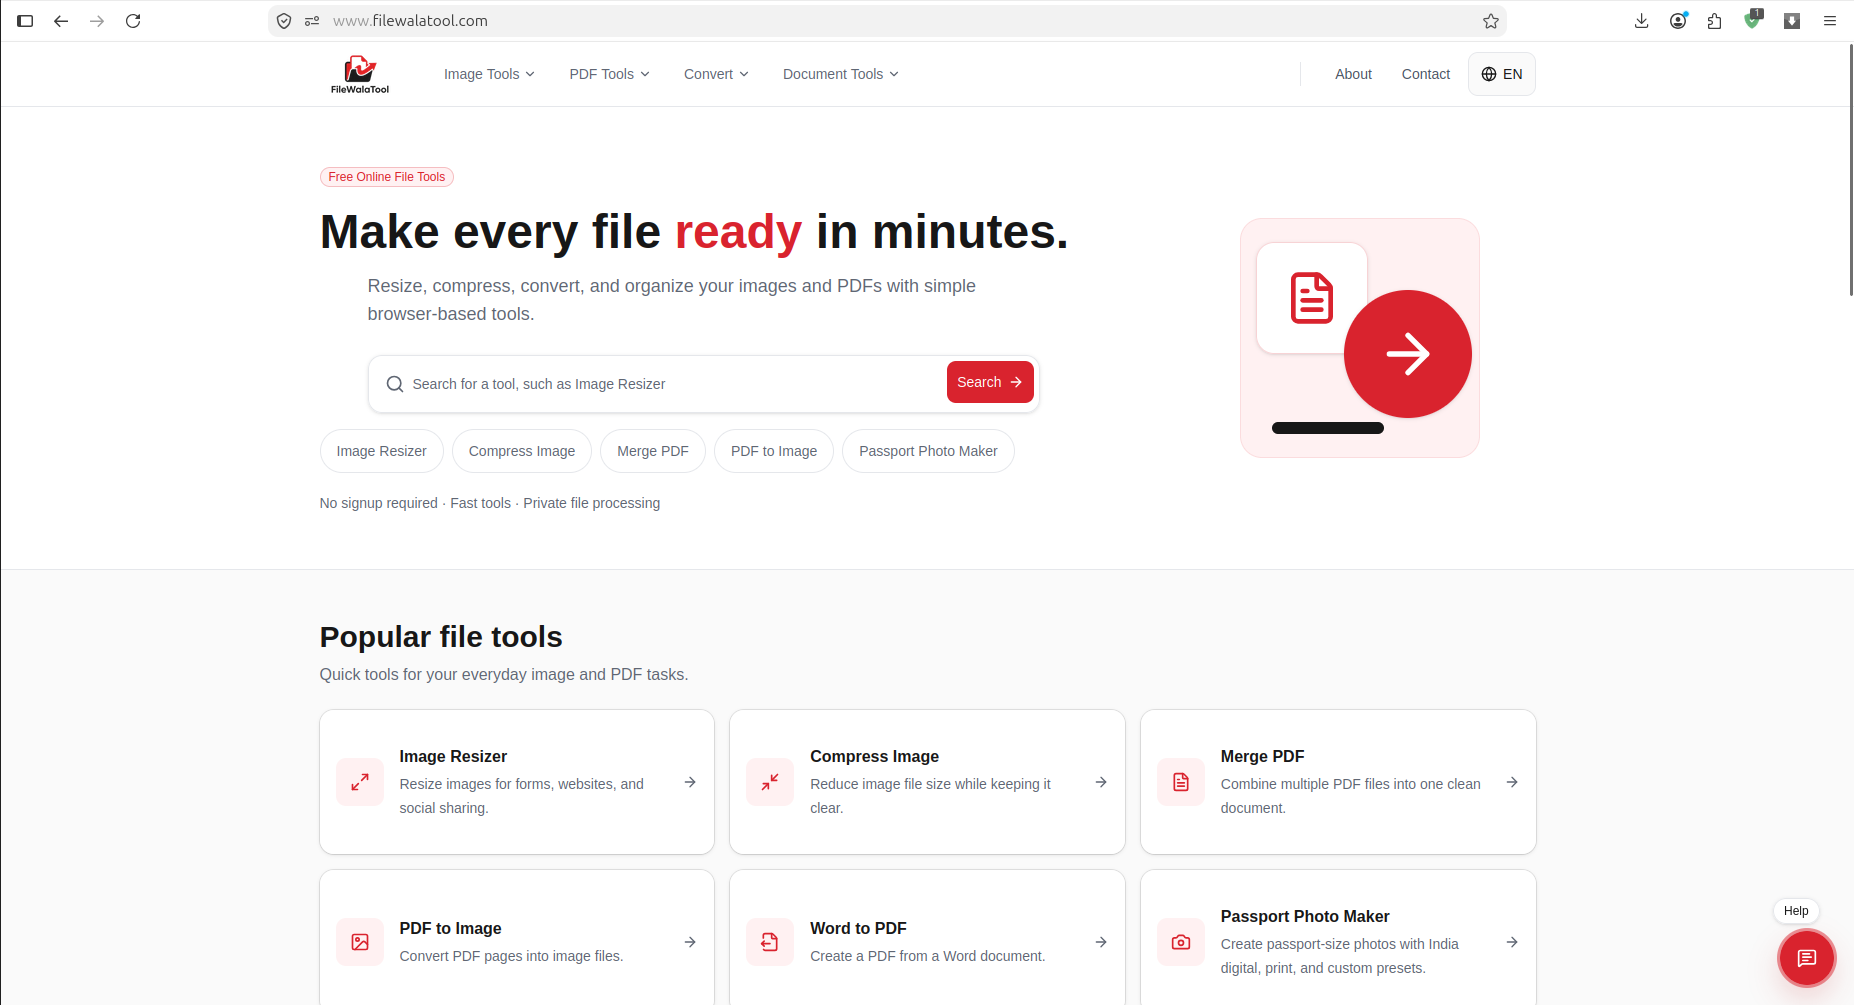 www.filewalatool.com
1
FileWalaTool
Image Tools
PDF Tools
Convert
Document Tools
About
Contact
EN
Free Online File Tools
Make every file ready in minutes.
Resize, compress, convert, and organize your images and PDFs with simple
browser-based tools.
Search for a tool, such as Image Resizer
Search
Image Resizer
Compress Image
Merge PDF
PDF to Image
Passport Photo Maker
No signup required · Fast tools · Private file processing
Popular file tools
Quick tools for your everyday image and PDF tasks.
Image Resizer
Resize images for forms, websites, and
social sharing.
Compress Image
Reduce image file size while keeping it
clear.
Merge PDF
Combine multiple PDF files into one clean
document.
PDF to Image
Convert PDF pages into image files.
Word to PDF
Create a PDF from a Word document.
Passport Photo Maker
Create passport-size photos with India
digital, print, and custom presets.
Help